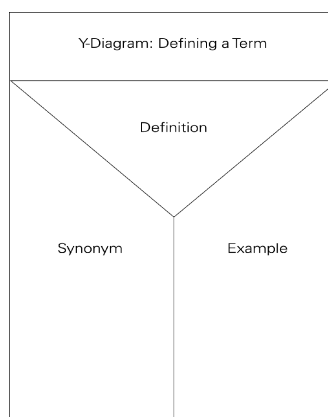 Y-Diagram: Defining a Term
Definition
Synonym
Example